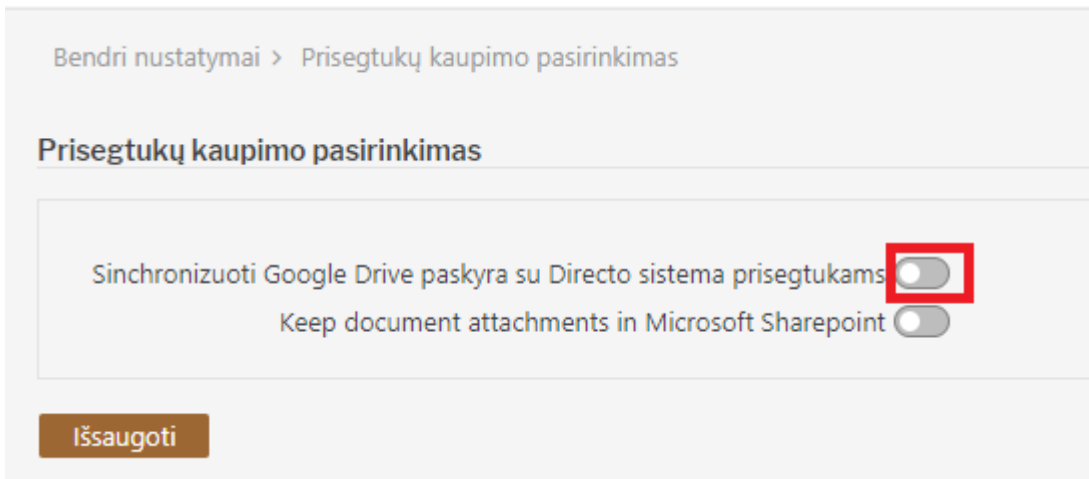 Bendri nustatymai > Prisegtukų kaupimo pasirinkimas
Prisegtukų kaupimo pasirinkimas
Sinchronizuoti Google Drive paskyra su Directo sistema prisegtukams
Keep document attachments in Microsoft Sharepoint
Išsaugoti